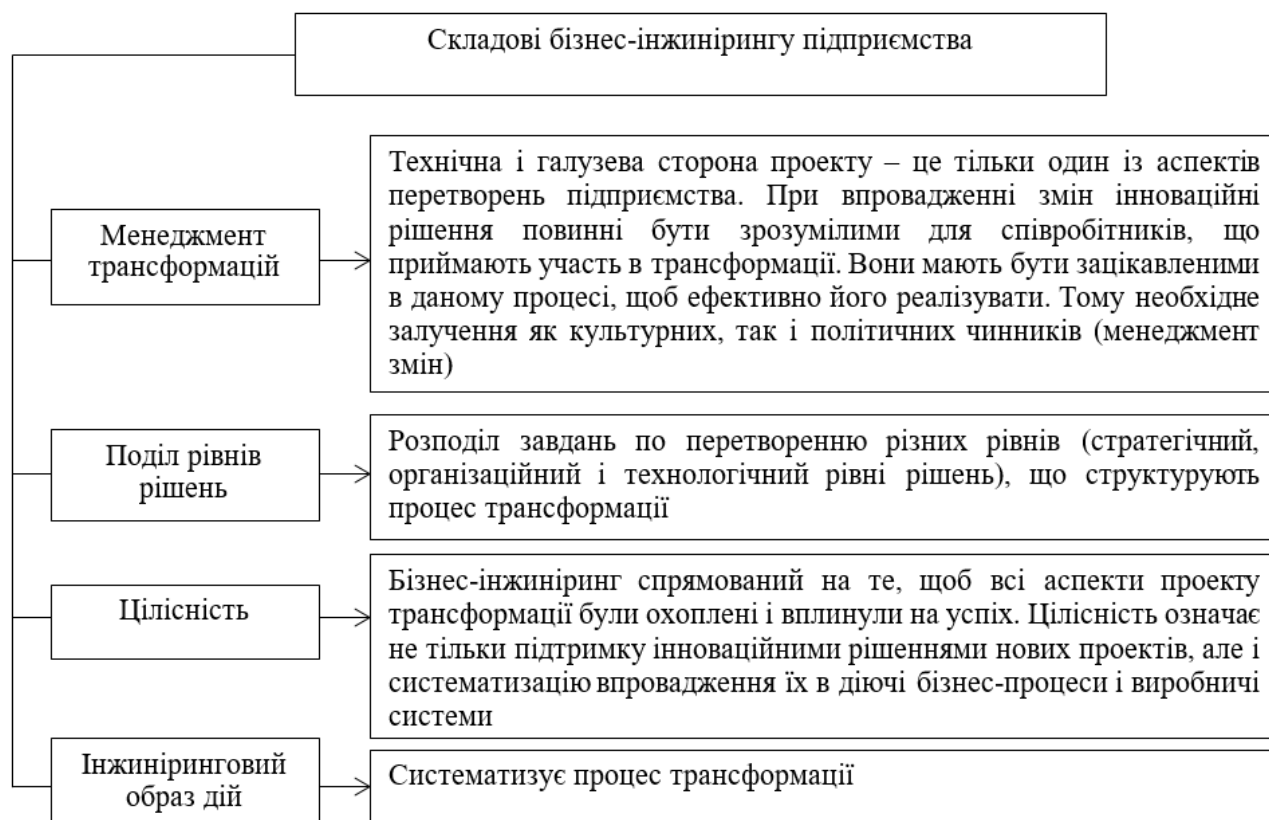 Складові бізнес-інжинірингу підприємства
Менеджмент
трансформацій
Технічна і галузева сторона проекту – це тільки один із аспектів
перетворень підприємства. При впровадженні змін інноваційні
рішення повинні бути зрозумілими для співробітників, що
приймають участь в трансформації. Вони мають бути зацікавленими
в даному процесі, щоб ефективно його реалізувати. Тому необхідне
залучення як культурних, так і політичних чинників (менеджмент
змін)
Поділ рівнів
рішень
Розподіл завдань по перетворенню різних рівнів (стратегічний,
організаційний і технологічний рівні рішень), що структурують
процес трансформації
Цілісність
Бізнес-інжиніринг спрямований на те, щоб всі аспекти проекту
трансформації були охоплені і вплинули на успіх. Цілісність означає
не тільки підтримку інноваційними рішеннями нових проектів, але і
систематизацію впровадження їх в діючі бізнес-процеси і виробничі
системи
Інжиніринговий
образ дій
Систематизує процес трансформації